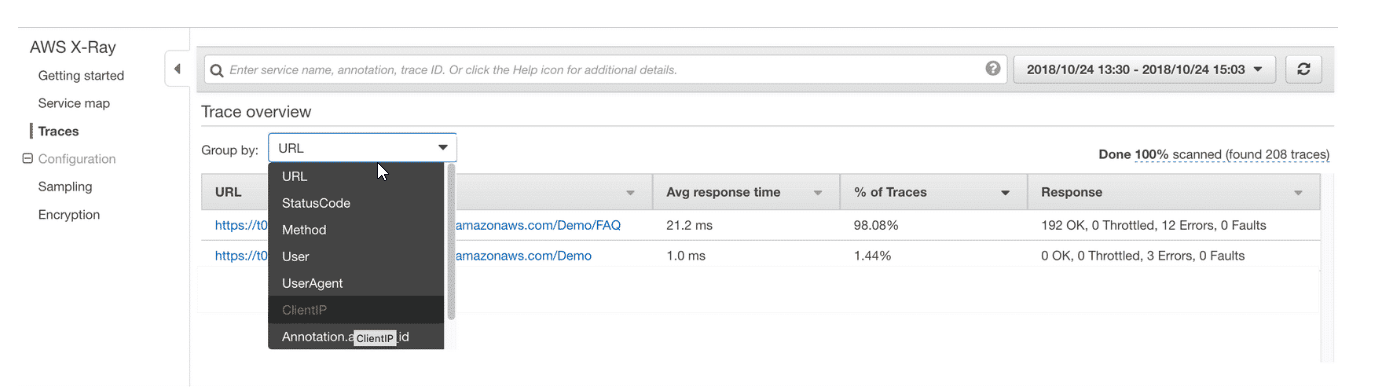 AWS X-Ray
Getting started
Service map
Traces
Configuration
Sampling
Encryption
Enter service name, annotation, trace ID. Or click the Help icon for additional details.
2018/10/24 13:30 - 2018/10/24 15:03
Trace overview
Group by: URL
Done 100% scanned (found 208 traces)
URL
StatusCode
Method
User
UserAgent
ClientIP
Annotation.a id
ClientIP
URL Avg response time % of Traces Response
https://t0 amazonaws.com/Demo/FAQ 21.2 ms 98.08% 192 OK, 0 Throttled, 12 Errors, 0 Faults
https://t0 amazonaws.com/Demo 1.0 ms 1.44% 0 OK, 0 Throttled, 3 Errors, 0 Faults